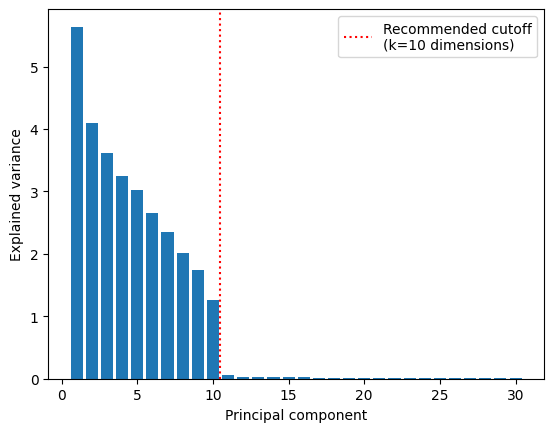 Recommended cutoff
(k=10 dimensions)
Explained variance
5
4
3
2
1
0
0 5 10 15 20 25 30
Principal component